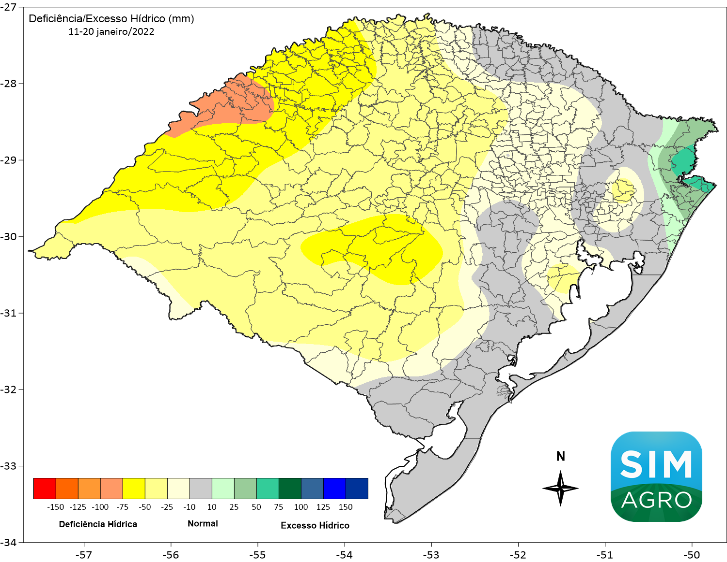 Deficiência/Excesso Hídrico (mm)
11-20 janeiro/2022
-27
-28
-29
-30
-31
-32
-33
-34
N
SIM
AGRO
-150 -125 -100 -75 -50 -25 -10 10 25 50 75 100 125 150
Deficiência Hídrica Normal Excesso Hídrico
-57 -56 -55 -54 -53 -52 -51 -50